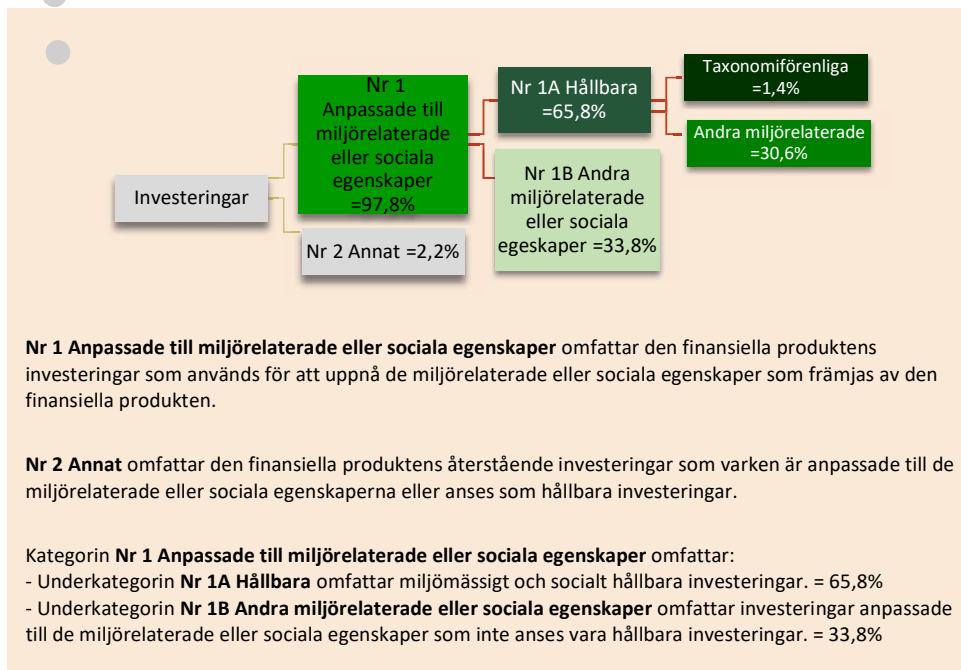 Investeringar
Nr 1
Anpassade till
miljörelaterade
eller sociala
egenskaper
=97,8%
Nr 2 Annat =2,2%
Nr 1A Hållbara
=65,8%
Nr 1B Andra
miljörelaterade
eller sociala
egeskaper =33,8%
Taxonomiförenliga
=1,4%
Andra miljörelaterade
=30,6%
Nr 1 Anpassade till miljörelaterade eller sociala egenskaper omfattar den finansiella produktens
investeringar som används för att uppnå de miljörelaterade eller sociala egenskaper som främjas av den
finansiella produkten.
Nr 2 Annat omfattar den finansiella produktens återstående investeringar som varken är anpassade till de
miljörelaterade eller sociala egenskaperna eller anses som hållbara investeringar.
Kategorin Nr 1 Anpassade till miljörelaterade eller sociala egenskaper omfattar:
- Underkategorin Nr 1A Hållbara omfattar miljömässigt och socialt hållbara investeringar. = 65,8%
- Underkategorin Nr 1B Andra miljörelaterade eller sociala egenskaper omfattar investeringar anpassade
till de miljörelaterade eller sociala egenskaper som inte anses vara hållbara investeringar. = 33,8%